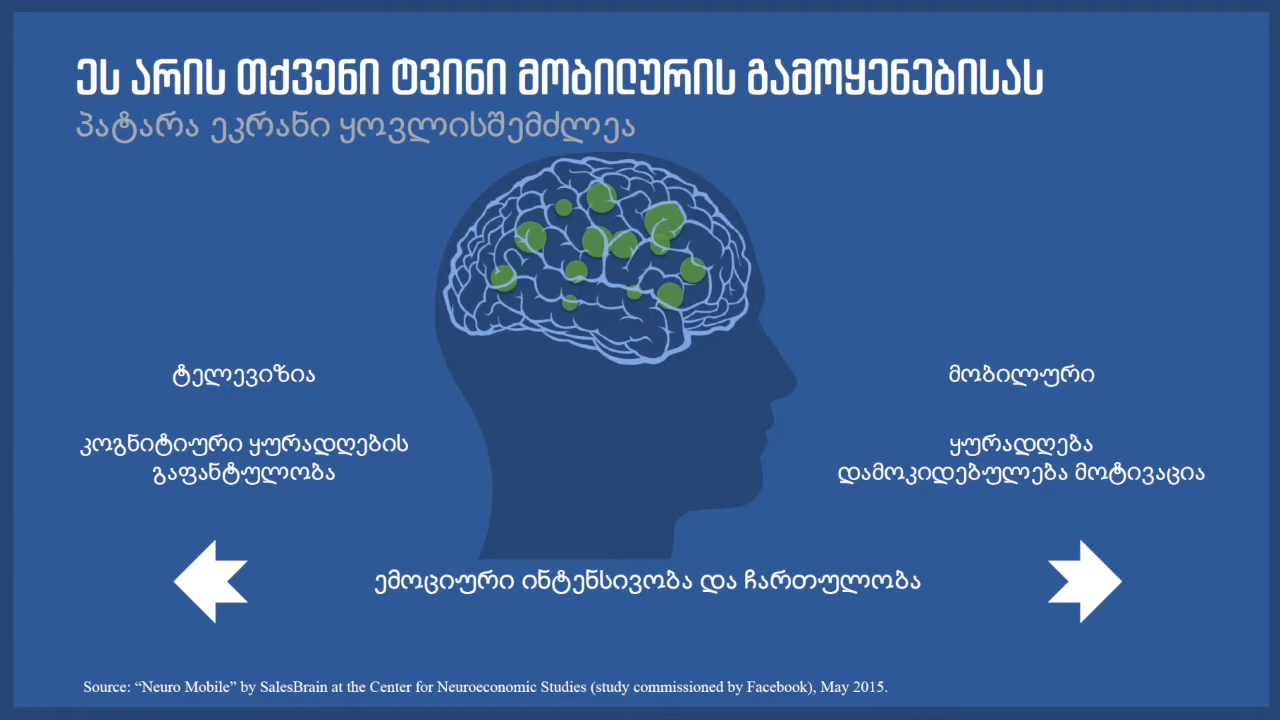 ეს არის თქვენი ტვინი მობილურის გამოყენებისას
პატარა ეკრანი ყოვლისშემძლეა
ტელევიზია
მობილური
კოგნიტიური ყურადღების
გაფანტულობა
ყურადღება
დამოკიდებულება მოტივაცია
ემოციური ინტენსივობა და ჩართულობა
Source: “Neuro Mobile” by SalesBrain at the Center for Neuroeconomic Studies (study commissioned by Facebook), May 2015.